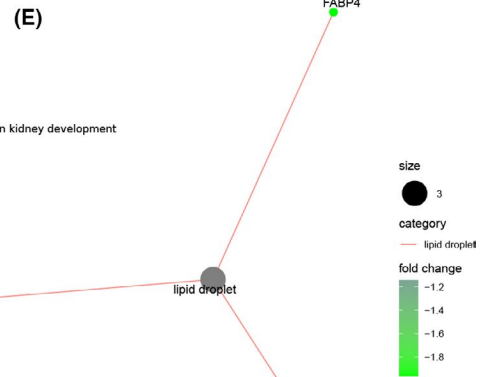 (E)
FABP4
n kidney development
size
3
category
lipid droplet
lipid droplet
fold change
−1.2
−1.4
−1.6
−1.8